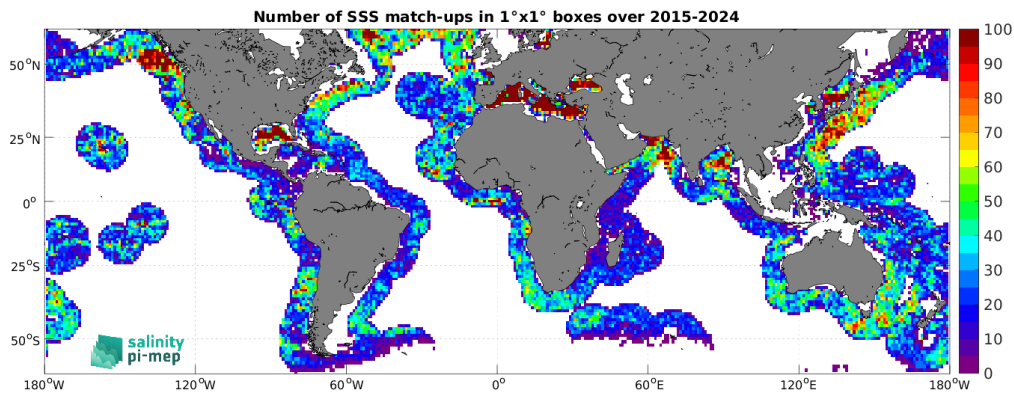 Number of SSS match-ups in 1°x1° boxes over 2015-2024
100
90
80
70
60
50
40
30
20
10
0
50°N
25°N
0°
25°S
50°S
salinity
pi-mep
180°W
120°W
60°W
0°
60°E
120°E
180°W